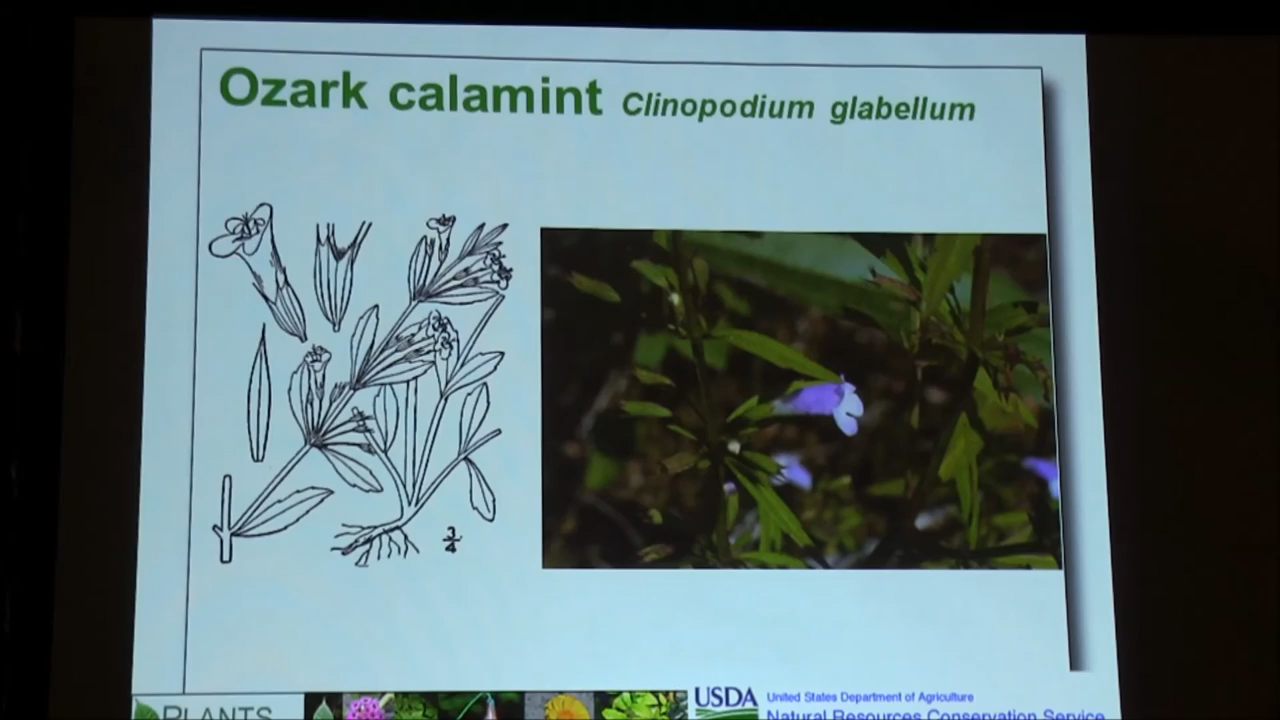 Ozark calamint Clinopodium glabellum
3/4
PLANTS
USDA United States Department of Agriculture
Natural Resources Conservation Service